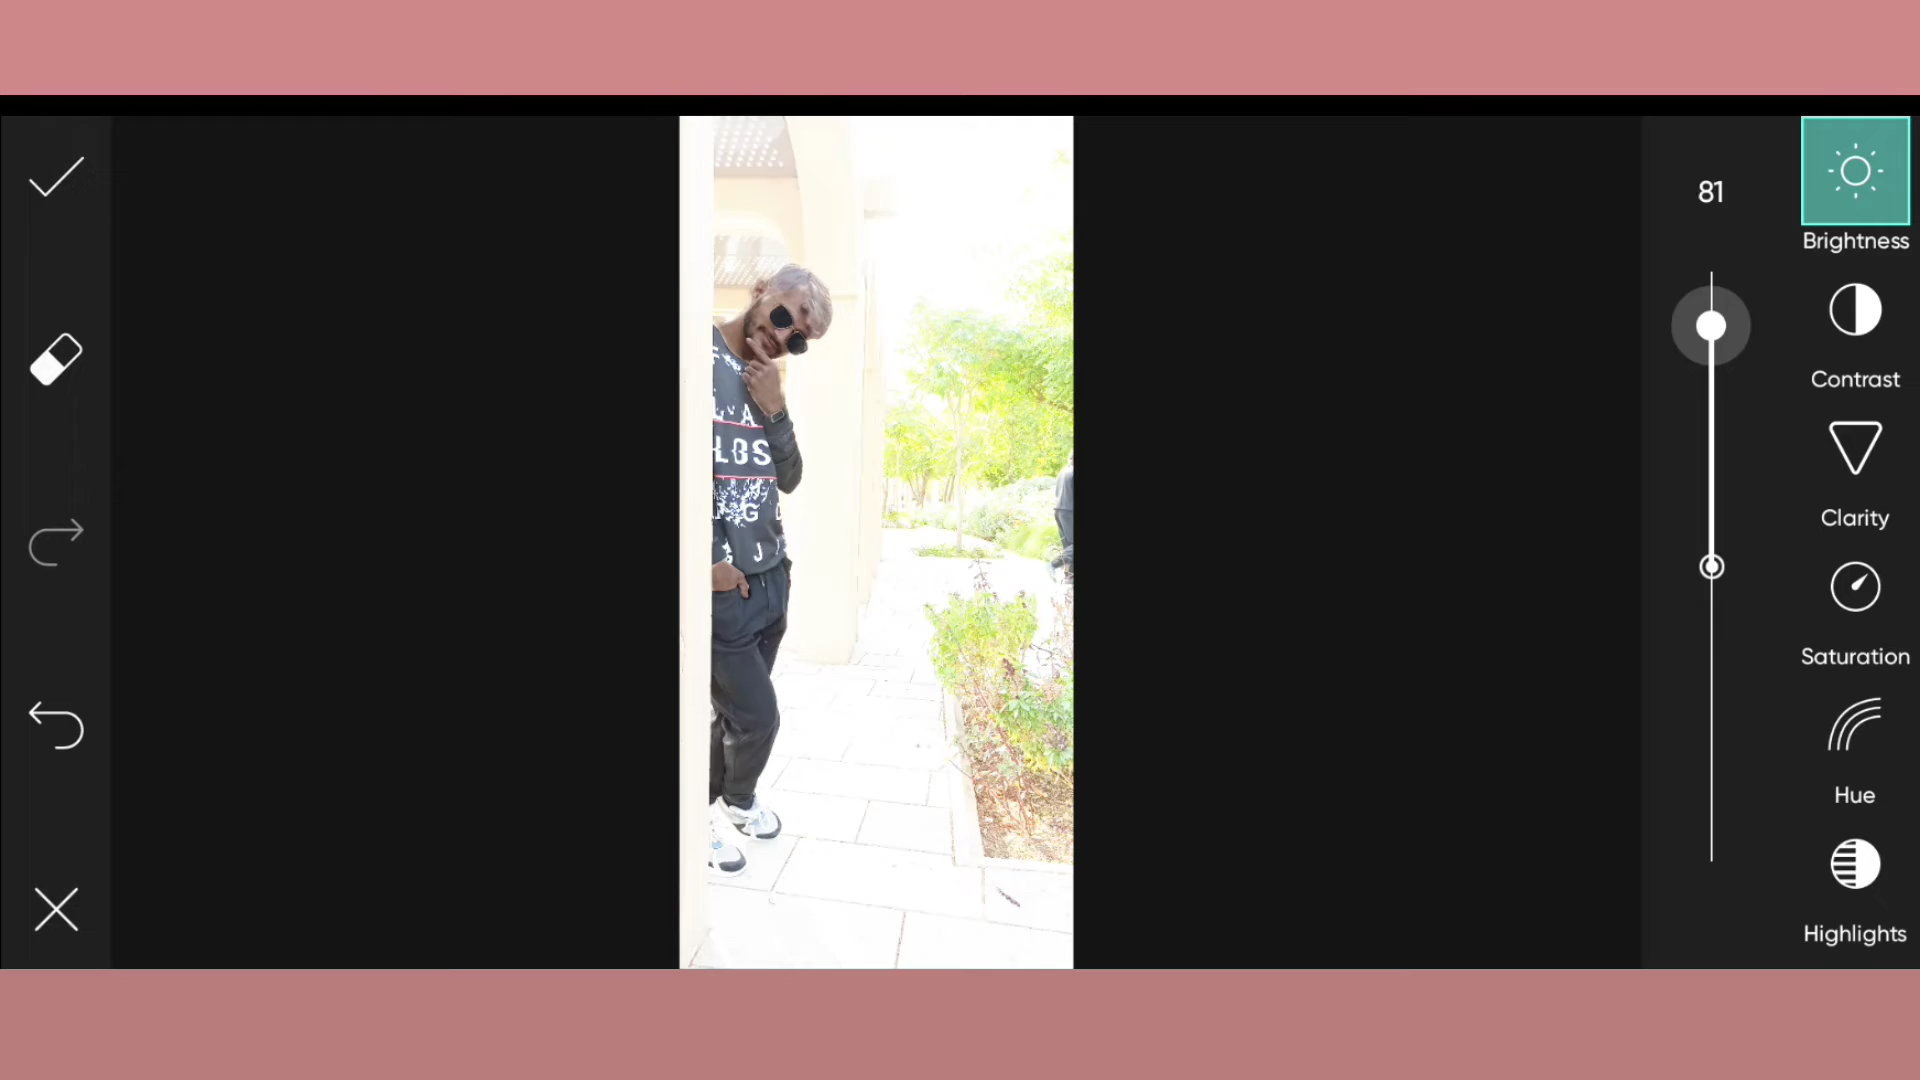 81
Brightness
Contrast
Clarity
Saturation
Hue
Highlights
L A
LOS
G
J